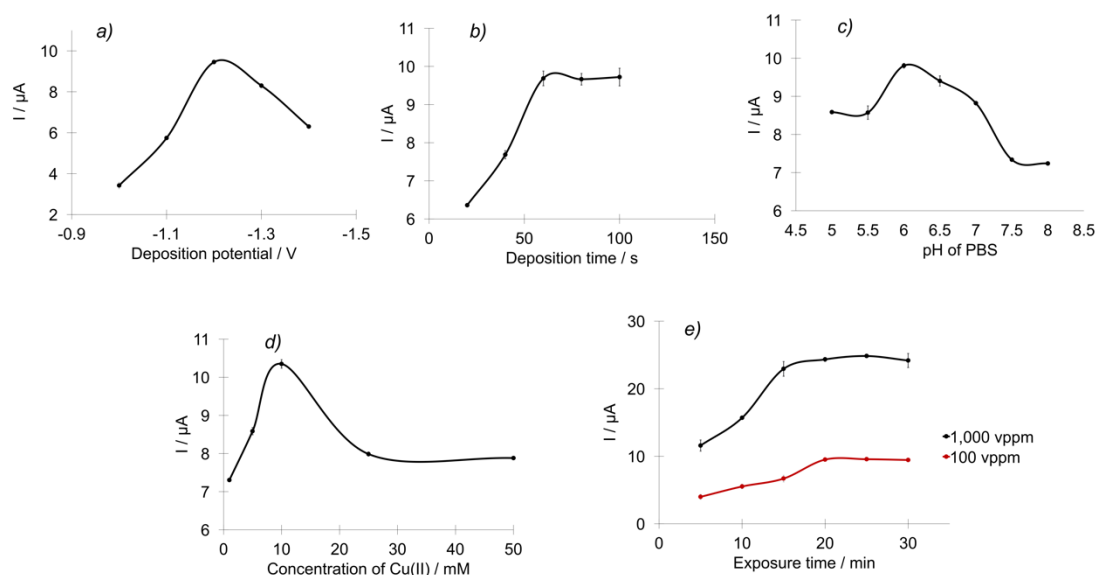 a)
10
8
6
4
2
I / µA
-0.9
-1.1
-1.3
-1.5
Deposition potential / V
b)
11
10
9
8
7
6
I / µA
0
50
100
150
Deposition time / s
c)
11
10
9
8
7
6
I / µA
4.5 5 5.5 6 6.5 7 7.5 8 8.5
pH of PBS
d)
11
10
9
8
7
6
I / µA
0
10
20
30
40
50
Concentration of Cu(II) / mM
e)
30
20
10
0
I / µA
0
10
20
30
Exposure time / min
1,000 vppm
100 vppm